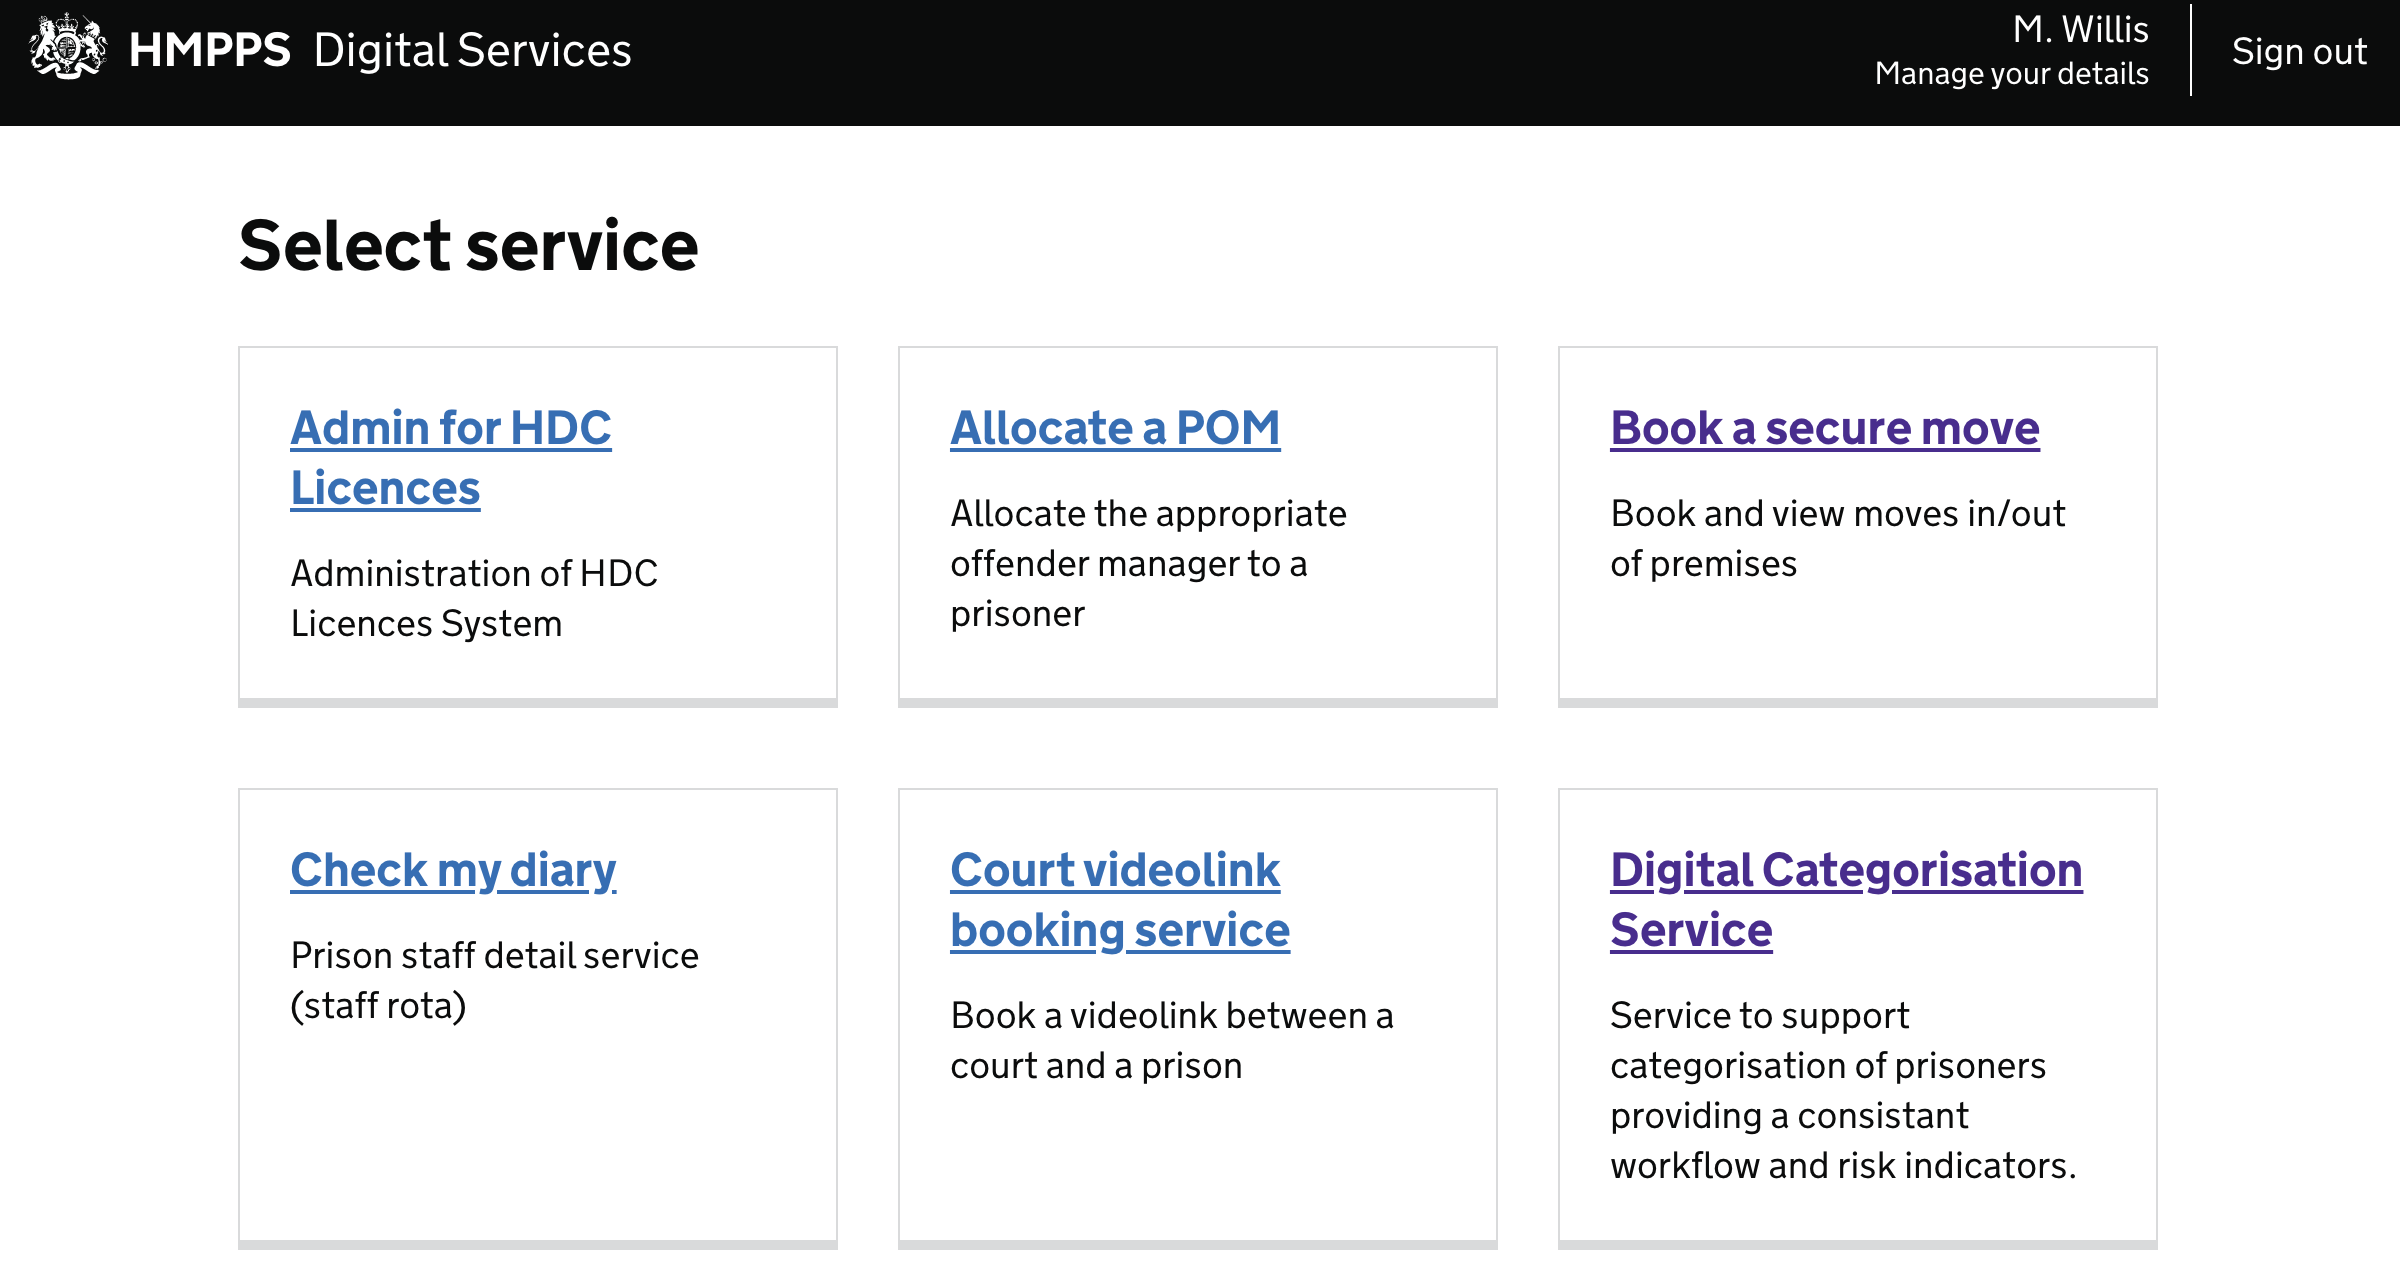 HMPPS Digital Services
M. Willis
Manage your details
Sign out
Select service
Admin for HDC
Licences
Administration of HDC
Licences System
Allocate a POM
Allocate the appropriate
offender manager to a
prisoner
Book a secure move
Book and view moves in/out
of premises
Check my diary
Prison staff detail service
(staff rota)
Court videolink
booking service
Book a videolink between a
court and a prison
Digital Categorisation
Service
Service to support
categorisation of prisoners
providing a consistant
workflow and risk indicators.